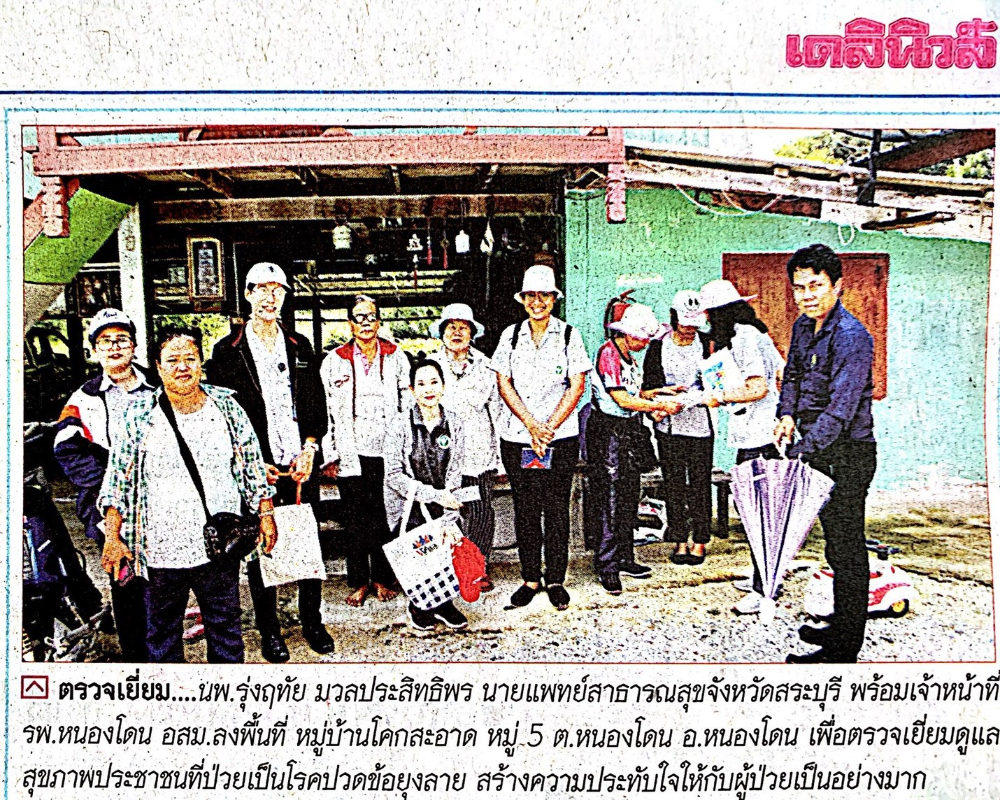 เดลินิวส์
ตรวจเยี่ยม....นพ.รุ่งฤทัย มวลประสิทธิพร นายแพทย์สาธารณสุขจังหวัดสระบุรี พร้อมเจ้าหน้าที่
รพ.หนองโดน อสม.ลงพื้นที่ หมู่บ้านโคกสะอาด หมู่ 5 ต.หนองโดน อ.หนองโดน เพื่อตรวจเยี่ยมดูแล
สุขภาพประชาชนที่ป่วยเป็นโรคปวดข้อยุงลาย สร้างความประทับใจให้กับผู้ป่วยเป็นอย่างมาก